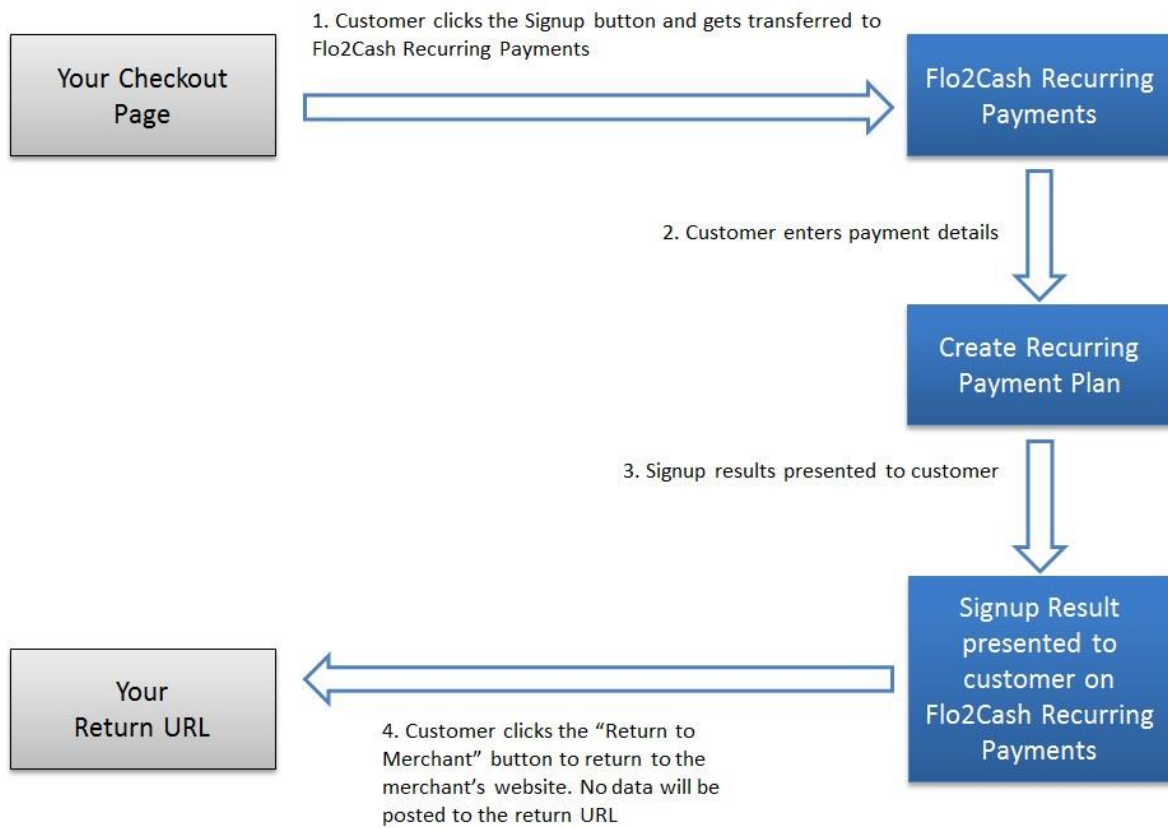 1. Customer clicks the Signup button and gets transferred to
Flo2Cash Recurring Payments
Your Checkout
Page
Flo2Cash Recurring
Payments
2. Customer enters payment details
Create Recurring
Payment Plan
3. Signup results presented to customer
Signup Result
presented to
customer on
Flo2Cash Recurring
Payments
Your
Return URL
4. Customer clicks the “Return to
Merchant” button to return to the
merchant’s website. No data will be
posted to the return URL